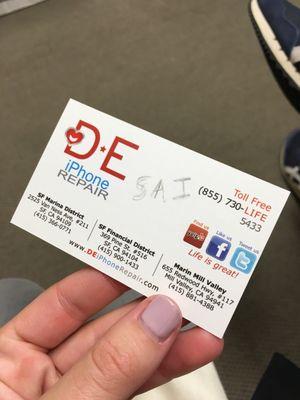 D★E
iPhone
REPAIR
SAI
Toll Free
(855) 730-LIFE
5433
Find us
Like us
Tweet us
Life is great!
SF Marina District
2525 Van Ness Ave. #211
SF, CA 94109
(415) 366-0771
SF Financial District
369 Pine St. #516
SF, CA 94104
(415) 900-1433
Marin Mill Valley
655 Redwood Hwy. #117
Mill Valley, CA 94941
(415) 881-4388
www.DEiPhoneRepair.com